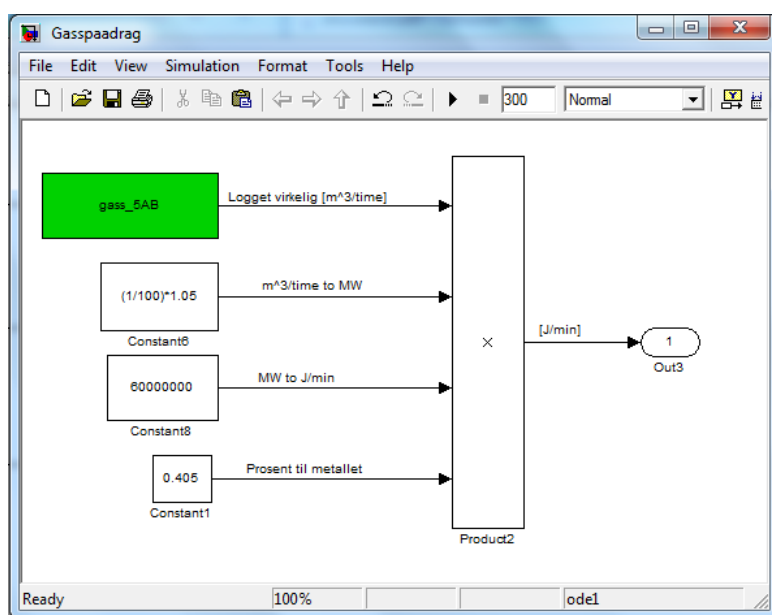 Gasspaadrag
File Edit View Simulation Format Tools Help
300 Normal
gass_5AB
Logget virkelig [m^3/time]
(1/100)*1.05
m^3/time to MW
Constant6
60000000
MW to J/min
Constant8
0.405
Prosent til metallet
Constant1
×
Product2
[J/min]
1
Out3
Ready 100% ode1